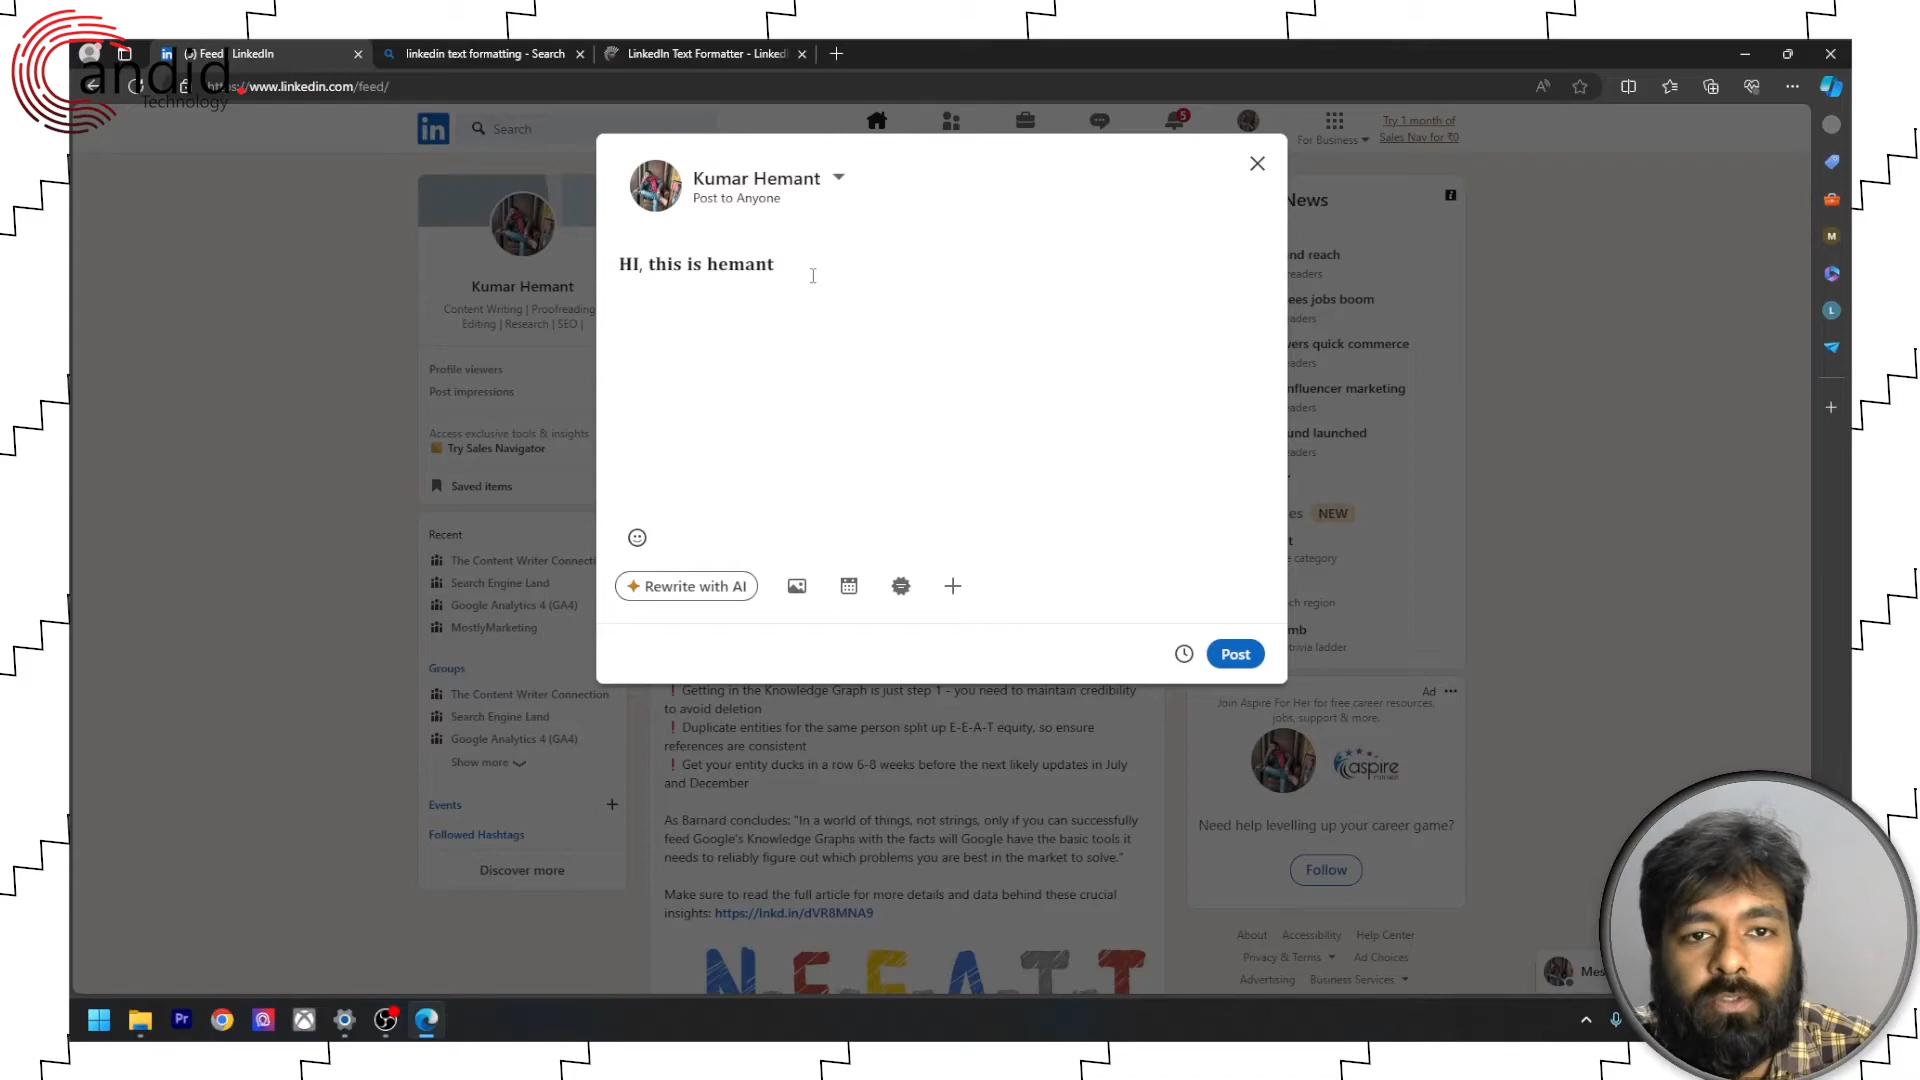 andid
Technology
Feed LinkedIn
linkedin text formatting - Search
LinkedIn Text Formatter - Linked
https://www.linkedin.com/feed/
in
Search
5
For Business
Try 1 month of
Sales Nav for ₹0
Kumar Hemant
Post to Anyone
HI, this is hemant
Rewrite with AI
Post
Kumar Hemant
Content Writing | Proofreading
Editing | Research | SEO |
Profile viewers
Post impressions
Access exclusive tools & insights
Try Sales Navigator
Saved items
Recent
The Content Writer Connecti
Search Engine Land
Google Analytics 4 (GA4)
MostlyMarketing
Groups
The Content Writer Connection
Search Engine Land
Google Analytics 4 (GA4)
Show more
Events
Followed Hashtags
Discover more
❗ Getting in the Knowledge Graph is just step 1 - you need to maintain credibility
to avoid deletion
❗ Duplicate entities for the same person split up E-E-A-T equity, so ensure
references are consistent
❗ Get your entity ducks in a row 6-8 weeks before the next likely updates in July
and December
As Barnard concludes: "In a world of things, not strings, only if you can successfully
feed Google's Knowledge Graphs with the facts will Google have the basic tools it
needs to reliably figure out which problems you are best in the market to solve."
Make sure to read the full article for more details and data behind these crucial
insights: https://lnkd.in/dVR8MNA9
N.E.E.A.T.T
News
nd reach
eaders
ees jobs boom
aders
vers quick commerce
eaders
influencer marketing
aders
und launched
eaders
es NEW
t
e category
ch region
mb
trivia ladder
Ad
Join Aspire For Her for free career resources,
jobs, support & more.
aspire
Need help levelling up your career game?
Follow
About Accessibility Help Center
Privacy & Terms Ad Choices
Advertising Business Services
Mes
M
L
Pr